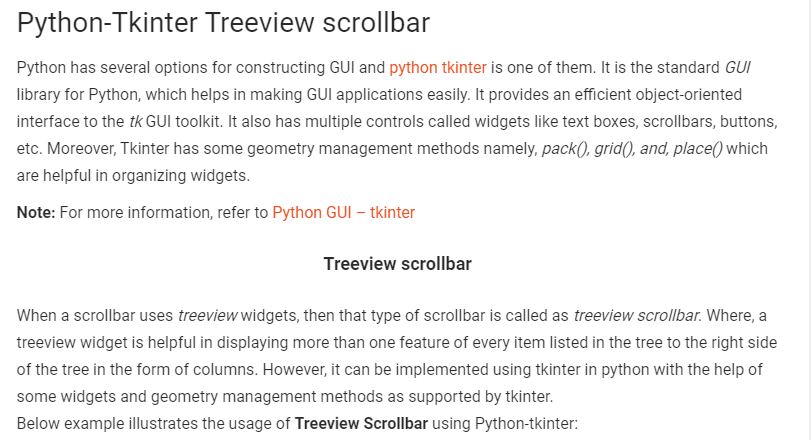 Python-Tkinter Treeview scrollbar
Python has several options for constructing GUI and python tkinter is one of them. It is the standard GUI
library for Python, which helps in making GUI applications easily. It provides an efficient object-oriented
interface to the tk GUI toolkit. It also has multiple controls called widgets like text boxes, scrollbars, buttons,
etc. Moreover, Tkinter has some geometry management methods namely, pack(), grid(), and, place() which
are helpful in organizing widgets.
Note: For more information, refer to Python GUI – tkinter
Treeview scrollbar
When a scrollbar uses treeview widgets, then that type of scrollbar is called as treeview scrollbar. Where, a
treeview widget is helpful in displaying more than one feature of every item listed in the tree to the right side
of the tree in the form of columns. However, it can be implemented using tkinter in python with the help of
some widgets and geometry management methods as supported by tkinter.
Below example illustrates the usage of Treeview Scrollbar using Python-tkinter: